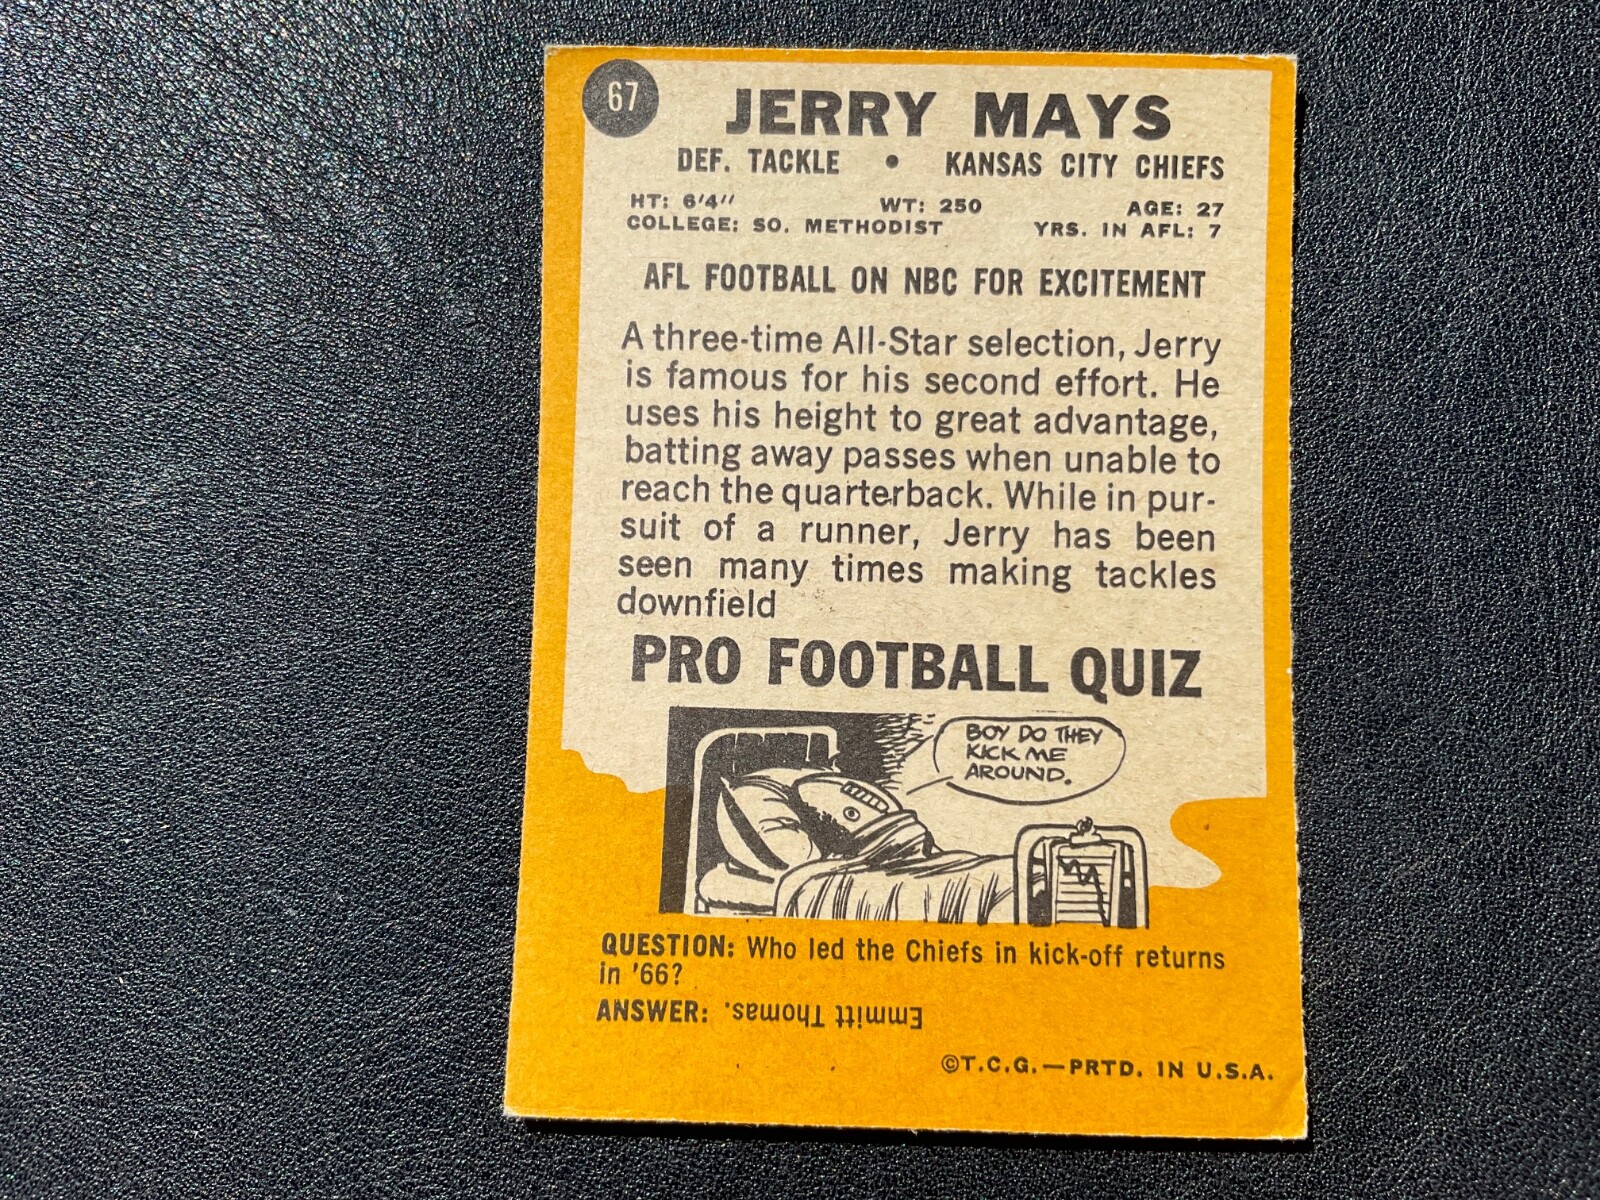 67
JERRY MAYS
DEF. TACKLE • KANSAS CITY CHIEFS
HT: 6'4" WT: 250 AGE: 27
COLLEGE: SO. METHODIST YRS. IN AFL: 7
AFL FOOTBALL ON NBC FOR EXCITEMENT
A three-time All-Star selection, Jerry
is famous for his second effort. He
uses his height to great advantage,
batting away passes when unable to
reach the quarterback. While in pur-
suit of a runner, Jerry has been
seen many times making tackles
downfield
PRO FOOTBALL QUIZ
BOY DO THEY
KICK ME
AROUND.
QUESTION: Who led the Chiefs in kick-off returns
in '66?
ANSWER: Emmitt Thomas.
©T.C.G.—PRTD. IN U.S.A.